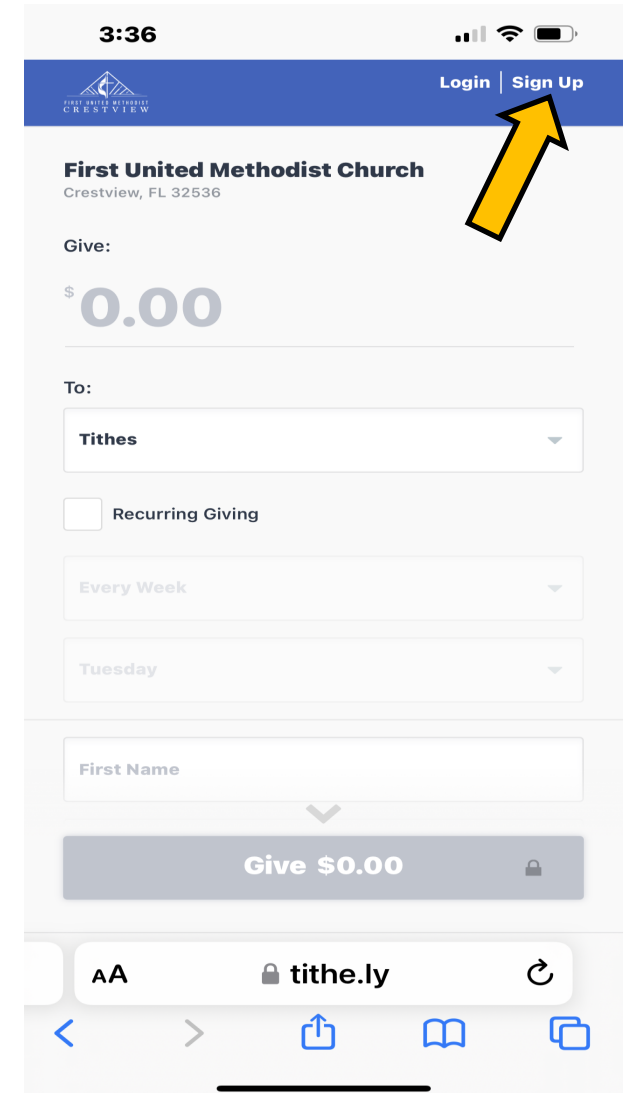 3:36
Login | Sign Up
FIRST UNITED METHODIST
CRESTVIEW
First United Methodist Church
Crestview, FL 32536
Give:
$0.00
To:
Tithes
Recurring Giving
Every Week
Tuesday
First Name
Give $0.00
AA tithe.ly